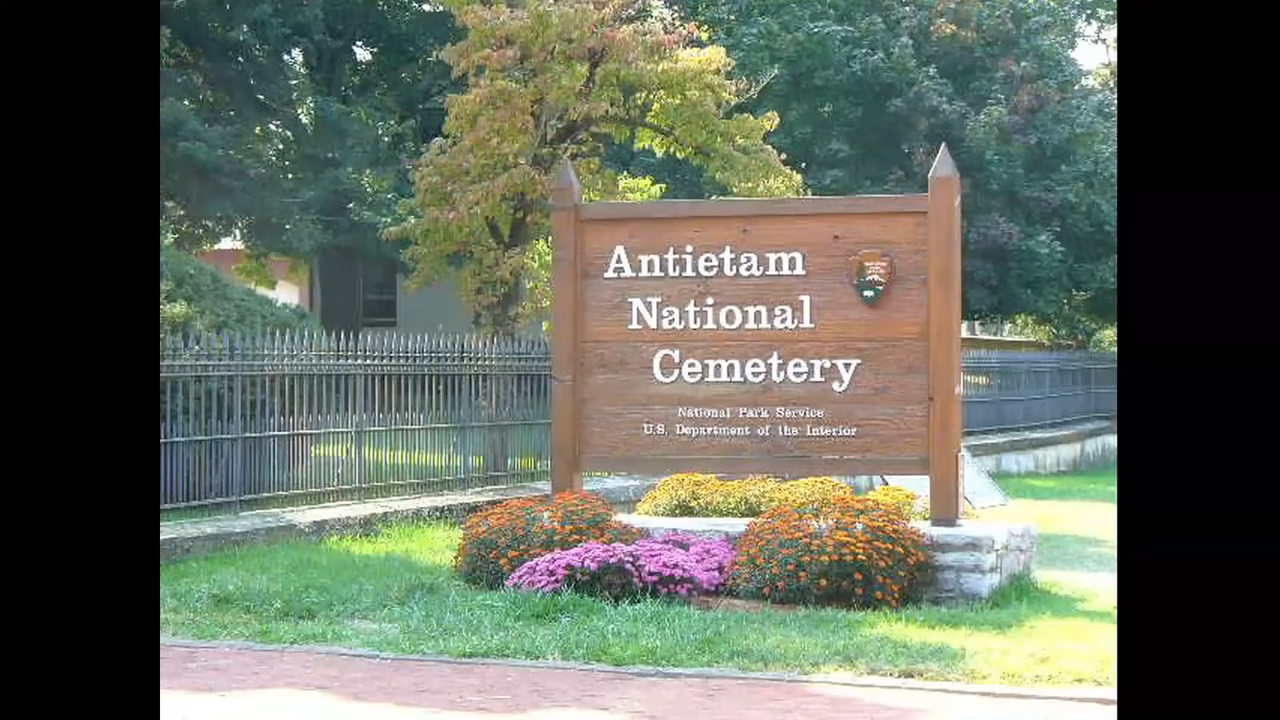 Antietam
National
Cemetery
National Park Service
U.S. Department of the Interior